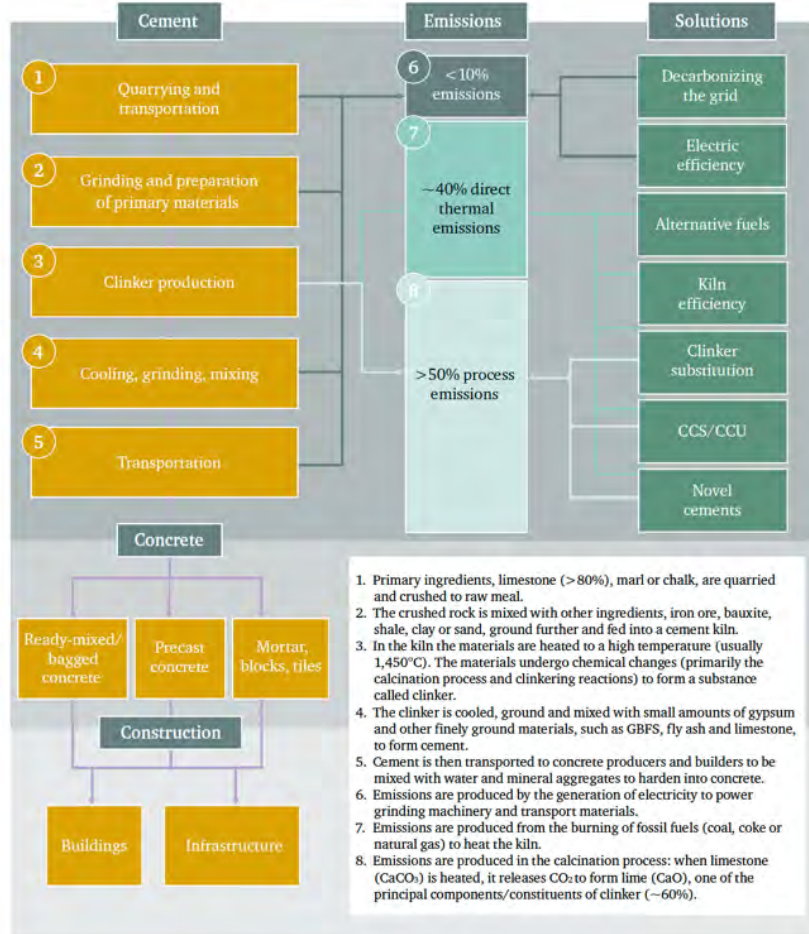 Cement
Emissions
Solutions
1
Quarrying and
transportation
2
Grinding and preparation
of primary materials
3
Clinker production
4
Cooling, grinding, mixing
5
Transportation
6
<10%
emissions
7
~40% direct
thermal
emissions
8
>50% process
emissions
Decarbonizing
the grid
Electric
efficiency
Alternative fuels
Kiln
efficiency
Clinker
substitution
CCS/CCU
Novel
cements
Concrete
Ready-mixed/
bagged
concrete
Precast
concrete
Mortar,
blocks, tiles
Construction
Buildings
Infrastructure
1. Primary ingredients, limestone (>80%), marl or chalk, are quarried
and crushed to raw meal.
2. The crushed rock is mixed with other ingredients, iron ore, bauxite,
shale, clay or sand, ground further and fed into a cement kiln.
3. In the kiln the materials are heated to a high temperature (usually
1,450°C). The materials undergo chemical changes (primarily the
calcination process and clinkering reactions) to form a substance
called clinker.
4. The clinker is cooled, ground and mixed with small amounts of gypsum
and other finely ground materials, such as GBFS, fly ash and limestone,
to form cement.
5. Cement is then transported to concrete producers and builders to be
mixed with water and mineral aggregates to harden into concrete.
6. Emissions are produced by the generation of electricity to power
grinding machinery and transport materials.
7. Emissions are produced from the burning of fossil fuels (coal, coke or
natural gas) to heat the kiln.
8. Emissions are produced in the calcination process: when limestone
(CaCO₃) is heated, it releases CO₂ to form lime (CaO), one of the
principal components/constituents of clinker (~60%).